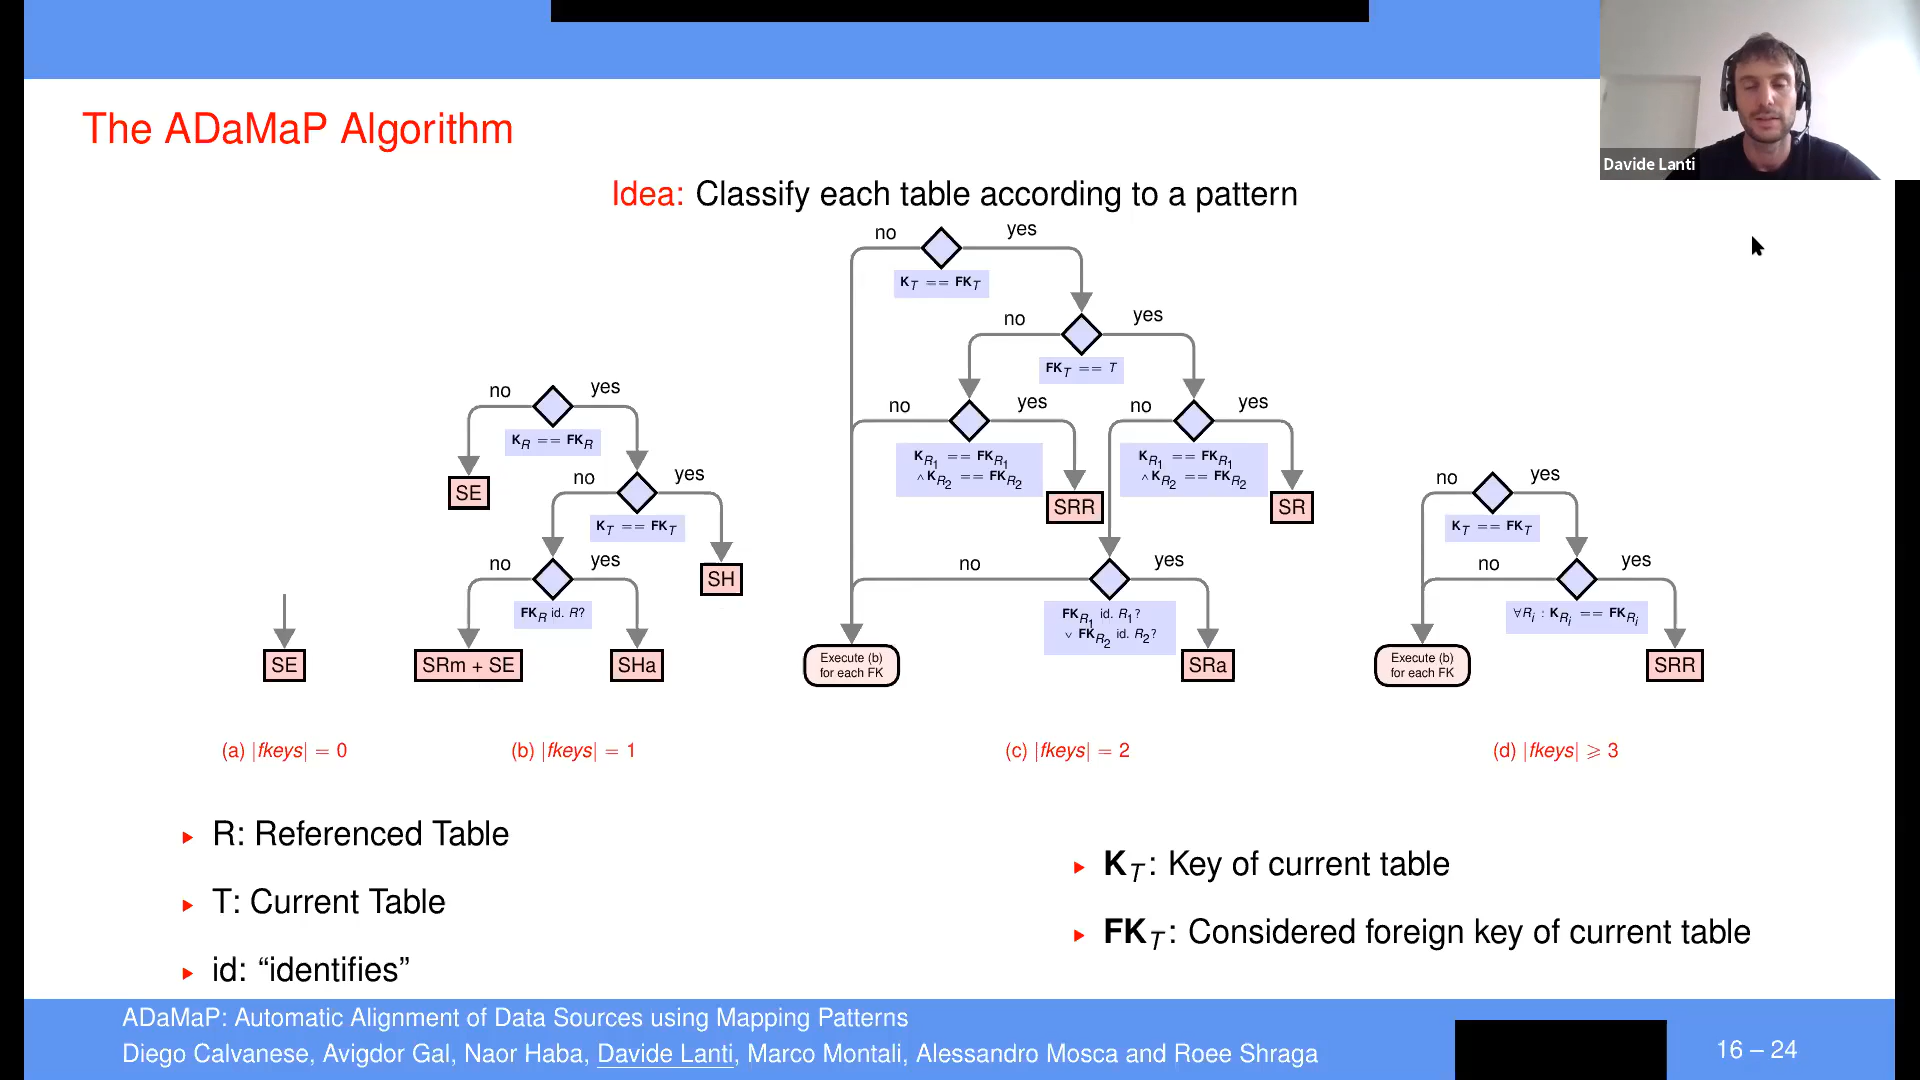 The ADaMaP Algorithm
Davide Lanti
Idea: Classify each table according to a pattern
no yes
K_T == FK_T
no yes
FK_T == T
no yes
K_R == FK_R
SE
no yes
K_T == FK_T
SH
no yes
FK_R id. R?
SRm + SE
SHa
no yes
K_R1 == FK_R1
∧ K_R2 == FK_R2
SRR
no yes
K_R1 == FK_R1
∧ K_R2 == FK_R2
SR
no yes
FK_R1 id. R1?
∨ FK_R2 id. R2?
Execute (b)
for each FK
SRa
no yes
K_T == FK_T
no yes
∀R_i : K_Ri == FK_Ri
Execute (b)
for each FK
SRR
SE
(a) |fkeys| = 0
(b) |fkeys| = 1
(c) |fkeys| = 2
(d) |fkeys| ⩾ 3
R: Referenced Table
T: Current Table
id: “identifies”
K_T: Key of current table
FK_T: Considered foreign key of current table
ADaMaP: Automatic Alignment of Data Sources using Mapping Patterns
Diego Calvanese, Avigdor Gal, Naor Haba, Davide Lanti, Marco Montali, Alessandro Mosca and Roee Shraga
16 – 24